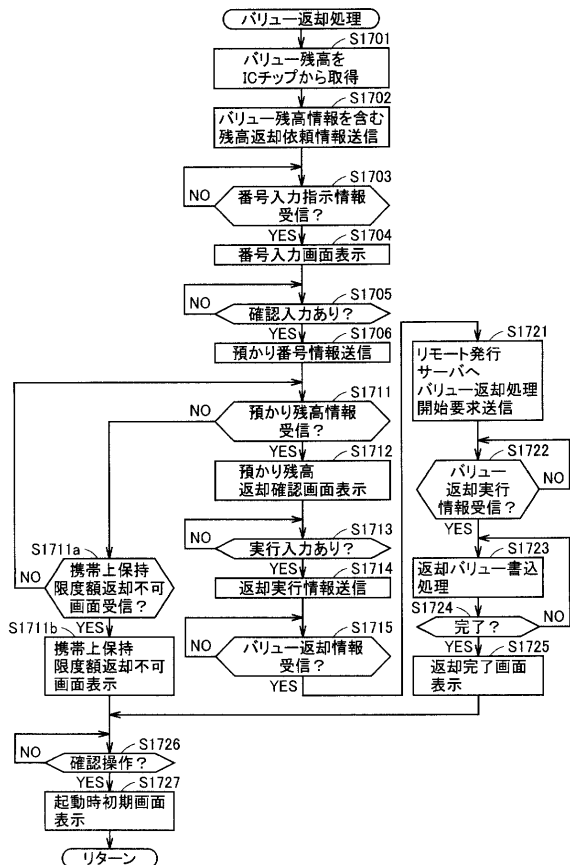 バリュー返却処理
S1701
バリュー残高を
ICチップから取得
S1702
バリュー残高情報を含む
残高返却依頼情報送信
S1703
番号入力指示情報
受信？
NO
YES
S1704
番号入力画面表示
S1705
確認入力あり？
NO
YES
S1706
預かり番号情報送信
S1711
預かり残高情報
受信？
NO
YES
S1712
預かり残高
返却確認画面表示
S1713
実行入力あり？
NO
YES
S1714
返却実行情報送信
S1715
バリュー返却情報
受信？
NO
YES
S1711a
携帯上保持
限度額返却不可
画面受信？
NO
YES
S1711b
携帯上保持
限度額返却不可
画面表示
S1721
リモート発行
サーバへ
バリュー返却処理
開始要求送信
S1722
バリュー
返却実行
情報受信？
NO
YES
S1723
返却バリュー書込
処理
S1724
完了？
NO
YES
S1725
返却完了画面
表示
S1726
確認操作？
NO
YES
S1727
起動時初期画面
表示
リターン